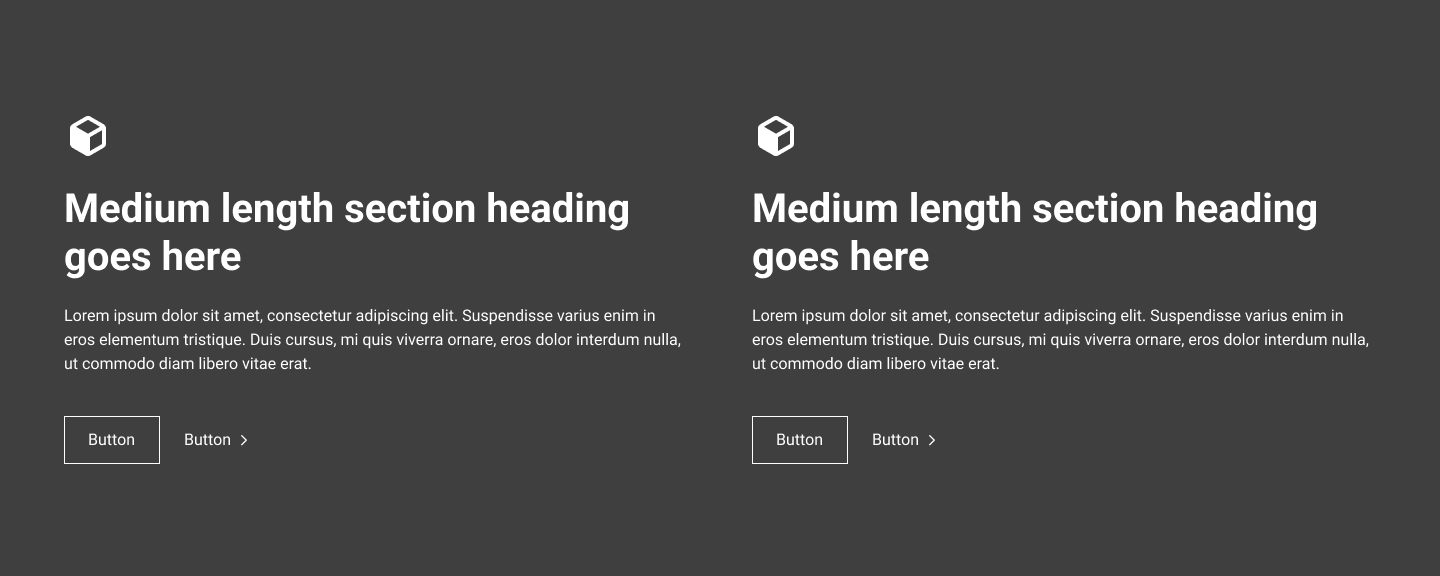 Medium length section heading
goes here
Lorem ipsum dolor sit amet, consectetur adipiscing elit. Suspendisse varius enim in
eros elementum tristique. Duis cursus, mi quis viverra ornare, eros dolor interdum nulla,
ut commodo diam libero vitae erat.
Button
Button
Medium length section heading
goes here
Lorem ipsum dolor sit amet, consectetur adipiscing elit. Suspendisse varius enim in
eros elementum tristique. Duis cursus, mi quis viverra ornare, eros dolor interdum nulla,
ut commodo diam libero vitae erat.
Button
Button